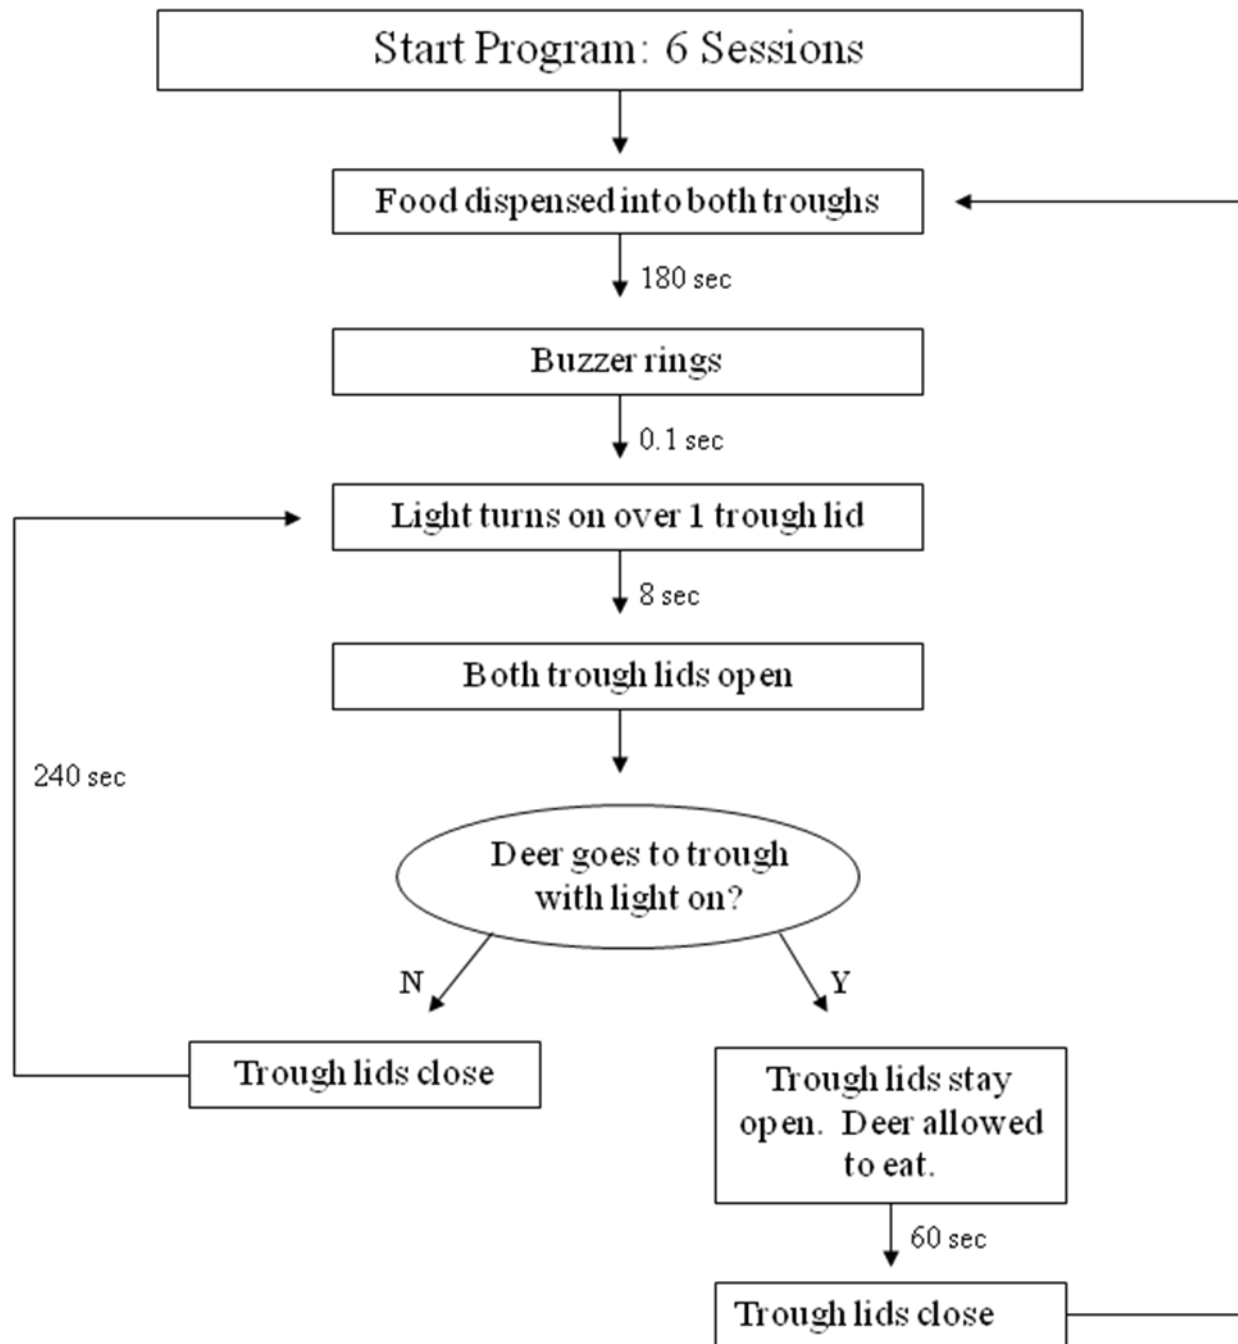 Start Program: 6 Sessions
Food dispensed into both troughs
180 sec
Buzzer rings
0.1 sec
Light turns on over 1 trough lid
8 sec
Both trough lids open
240 sec
Deer goes to trough
with light on?
N
Y
Trough lids close
Trough lids stay
open. Deer allowed
to eat.
60 sec
Trough lids close